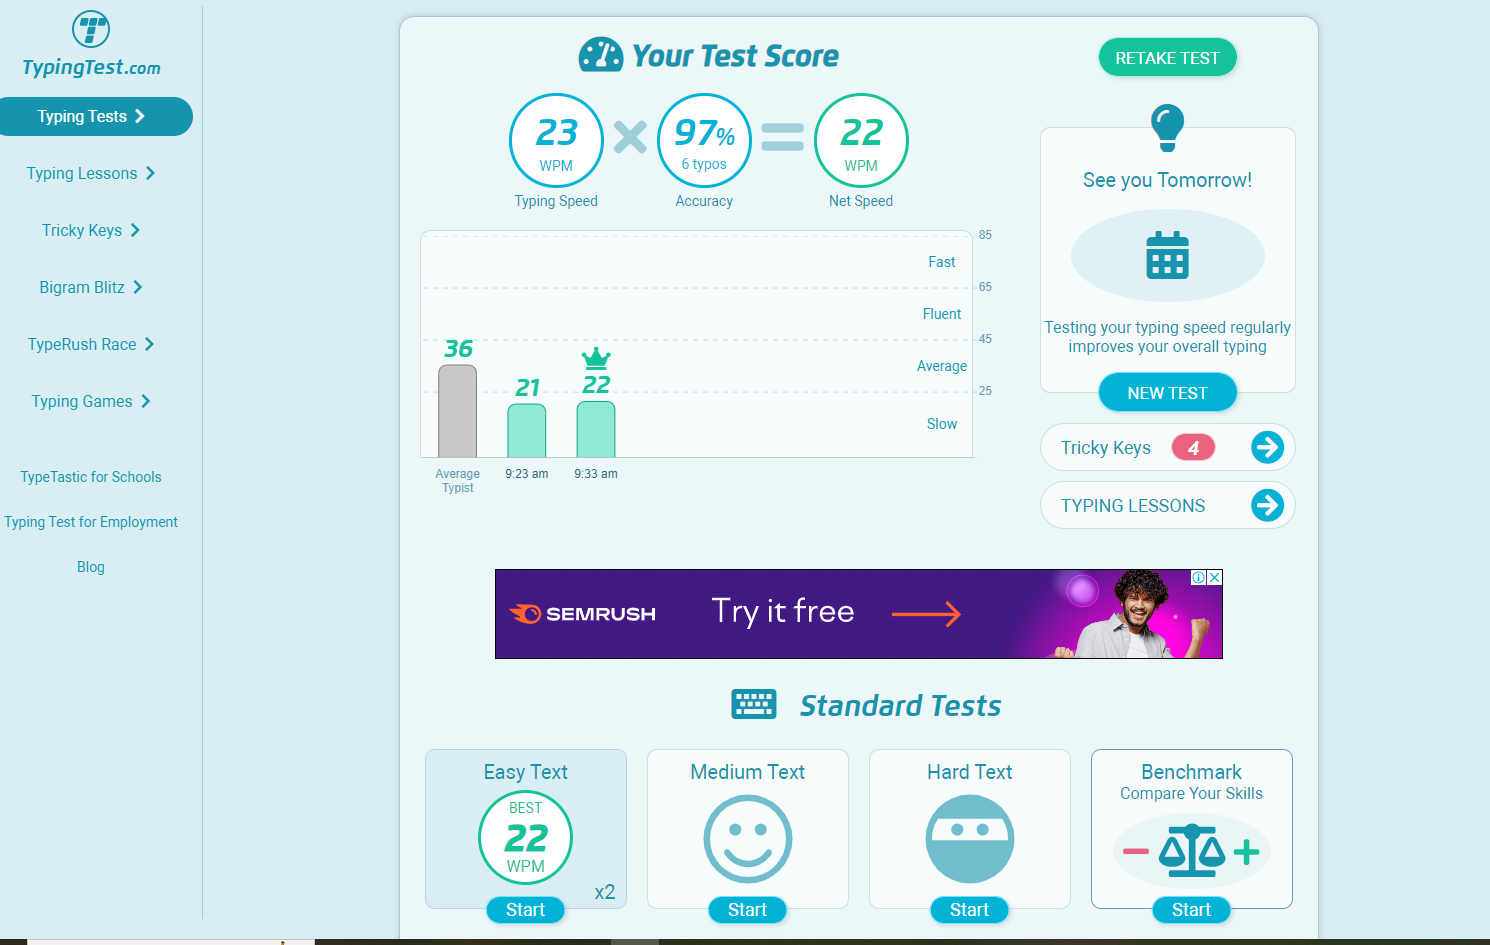 TypingTest.com
Typing Tests
Typing Lessons
Tricky Keys
Bigram Blitz
TypeRush Race
Typing Games
TypeTastic for Schools
Typing Test for Employment
Blog
Your Test Score
RETAKE TEST
23
WPM
Typing Speed
97%
6 typos
Accuracy
22
WPM
Net Speed
85
Fast
65
Fluent
45
Average
25
Slow
36
21
22
Average
Typist
9:23 am
9:33 am
See you Tomorrow!
Testing your typing speed regularly
improves your overall typing
NEW TEST
Tricky Keys 4
TYPING LESSONS
SEMRUSH
Try it free
Standard Tests
Easy Text
BEST
22
WPM
x2
Start
Medium Text
Start
Hard Text
Start
Benchmark
Compare Your Skills
Start